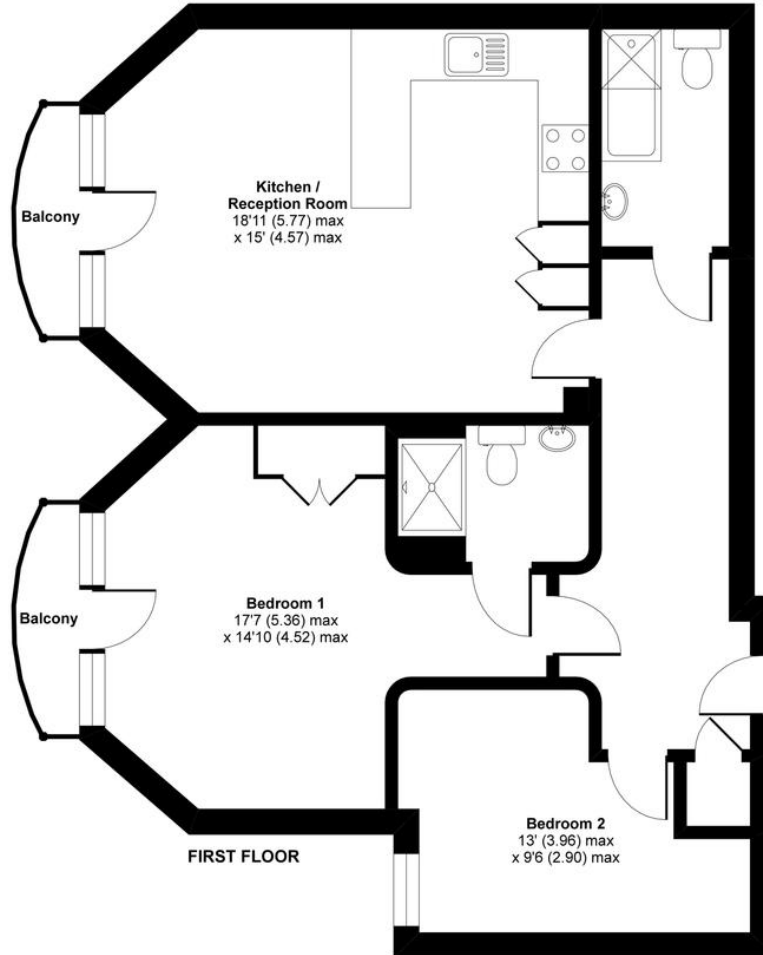 Kitchen /
Reception Room
18'11 (5.77) max
x 15' (4.57) max
Balcony
Balcony
Bedroom 1
17'7 (5.36) max
x 14'10 (4.52) max
Bedroom 2
13' (3.96) max
x 9'6 (2.90) max
FIRST FLOOR